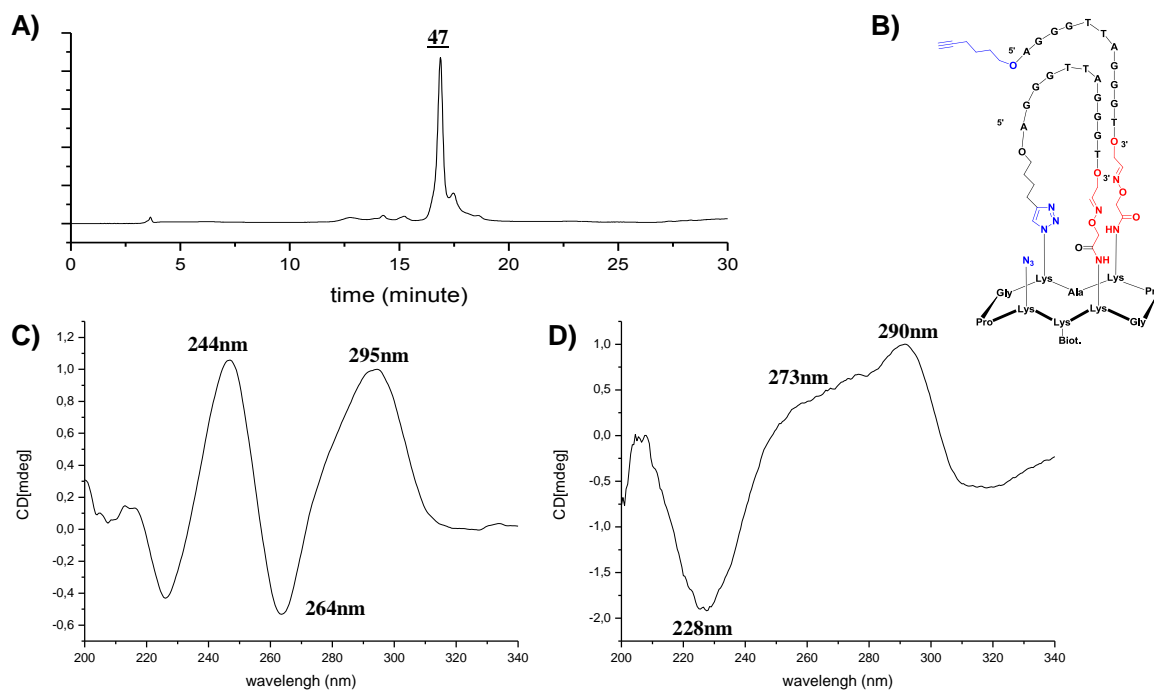 A)
47
0 5 10 15 20 25 30
time (minute)
B)
5' A G G G T T A G G G T
O
O 3'
5' A G G G T T A G G G T
O
O 3'
N O
N O
O
HN
O
NH
N N N
N3
Lys Lys
Gly Ala Pro
Pro Lys Lys Gly
Lys
Biot.
C)
244nm
295nm
264nm
CD[mdeg]
1,2
1,0
0,8
0,6
0,4
0,2
0,0
-0,2
-0,4
-0,6
200 220 240 260 280 300 320 340
wavelengh (nm)
D)
290nm
273nm
228nm
CD[mdeg]
1,0
0,5
0,0
-0,5
-1,0
-1,5
-2,0
200 220 240 260 280 300 320 340
wavelengh (nm)